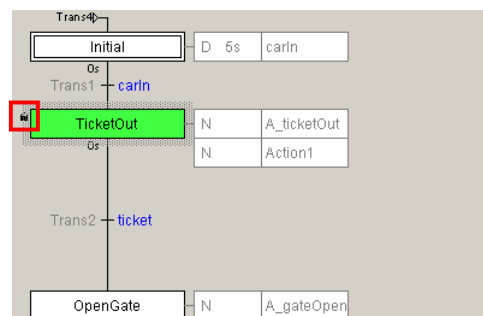 Trans4
Initial D 5s carIn
0s
Trans1 carIn
TicketOut N A_ticketOut
0s N Action1
Trans2 ticket
OpenGate N A_gateOpen